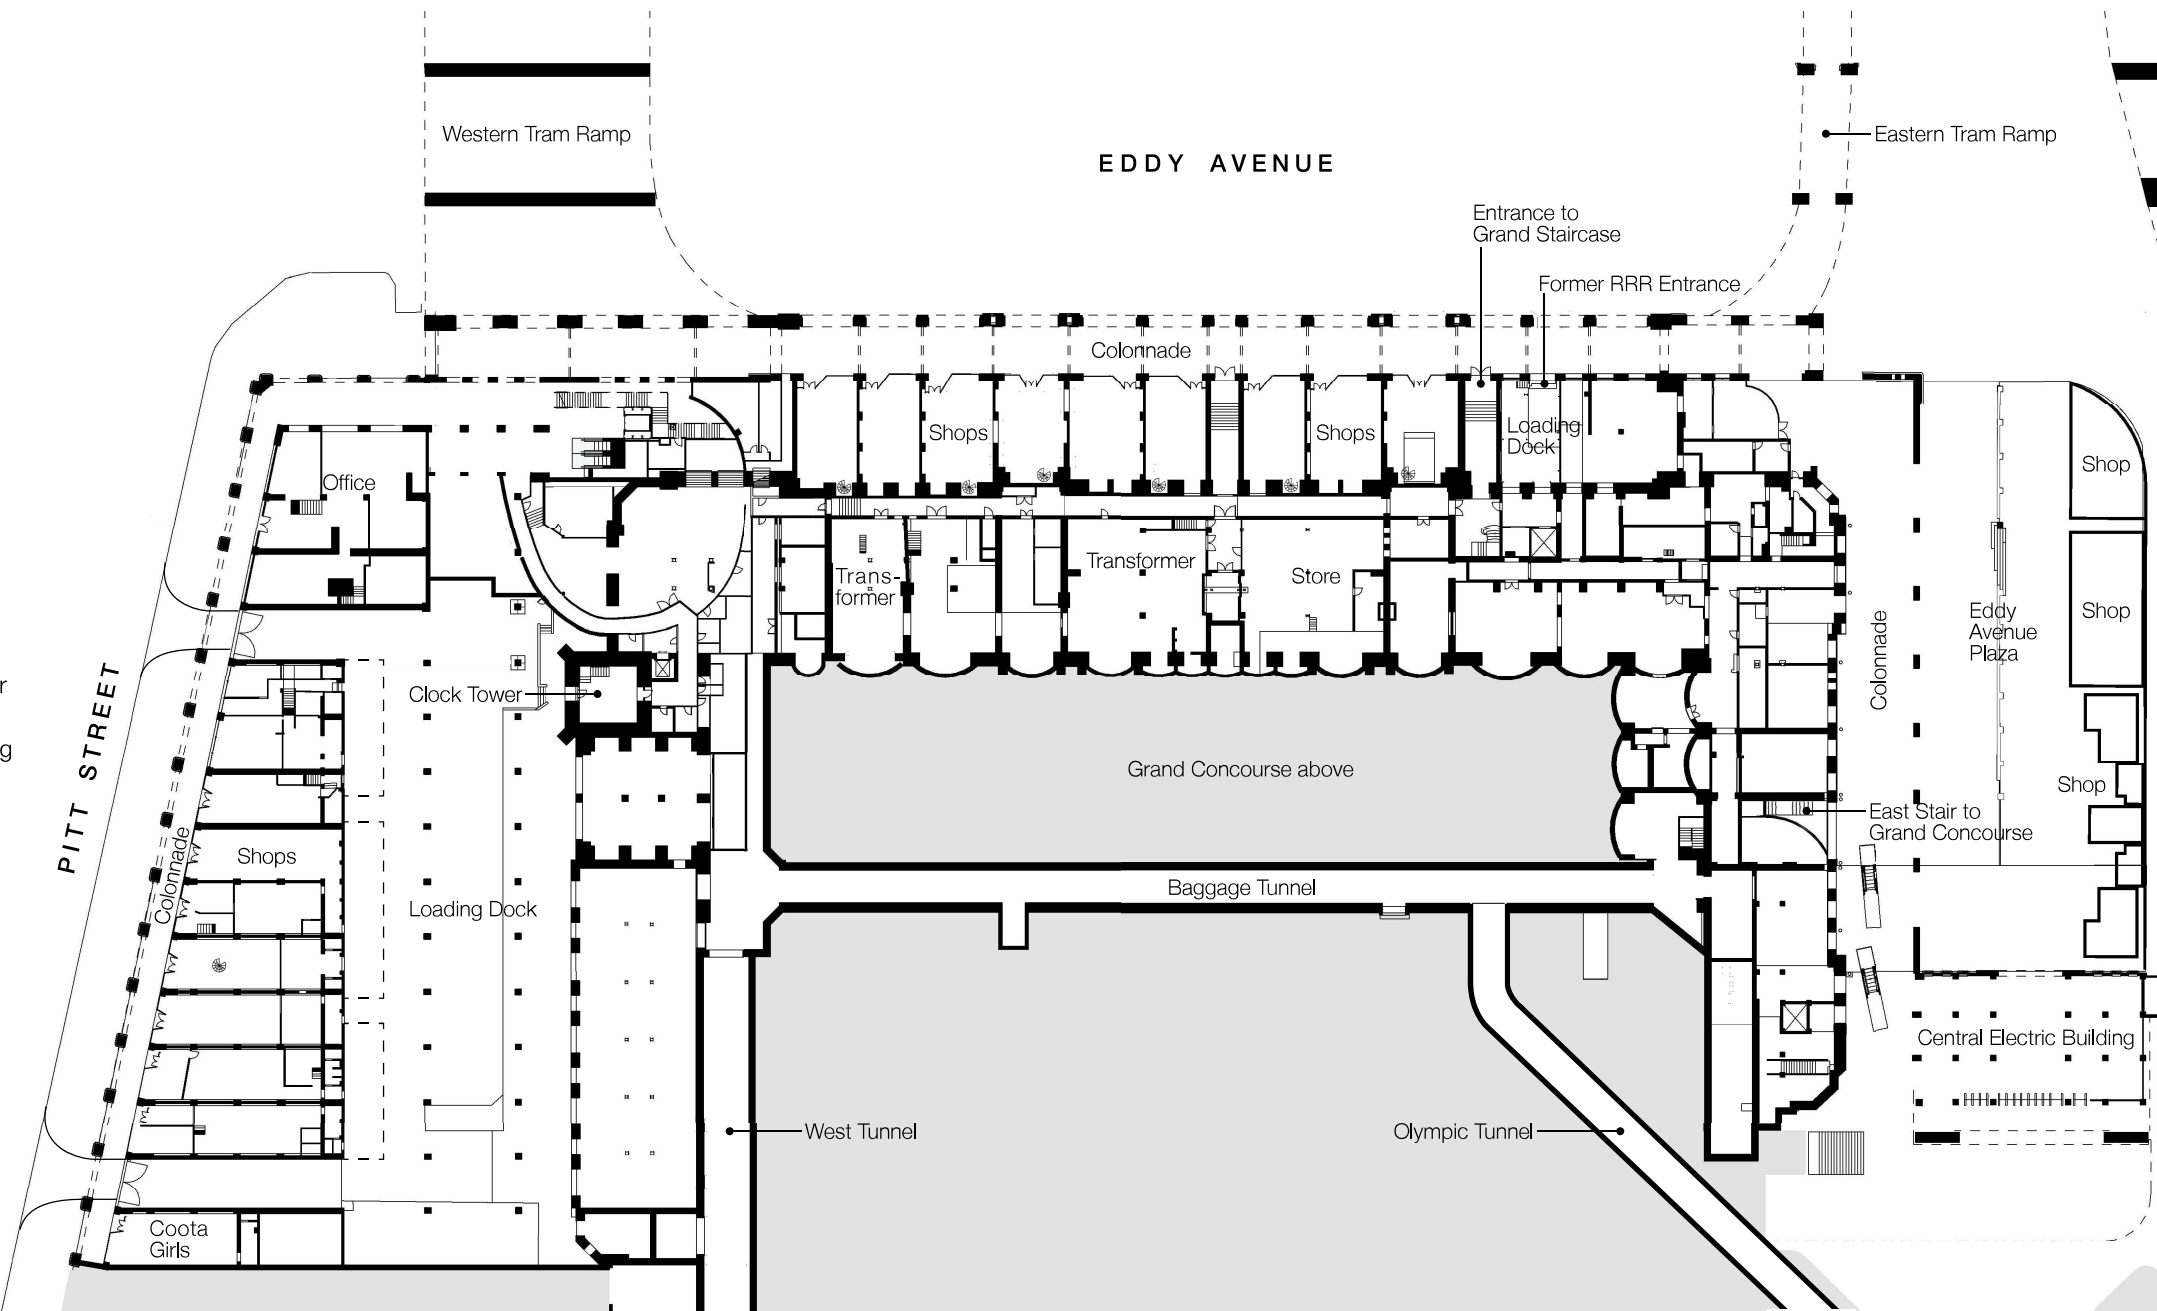 Western Tram Ramp
EDDY AVENUE
Eastern Tram Ramp
Entrance to
Grand Staircase
Former RRR Entrance
Colonnade
Shops
Shops
Loading
Dock
Office
Shop
Trans-
former
Transformer
Store
Shop
Eddy
Avenue
Plaza
Colonnade
PITT STREET
r
g
Clock Tower
Grand Concourse above
Shop
East Stair to
Grand Concourse
Shops
Colonnade
Loading Dock
Baggage Tunnel
Central Electric Building
West Tunnel
Olympic Tunnel
Coota
Girls